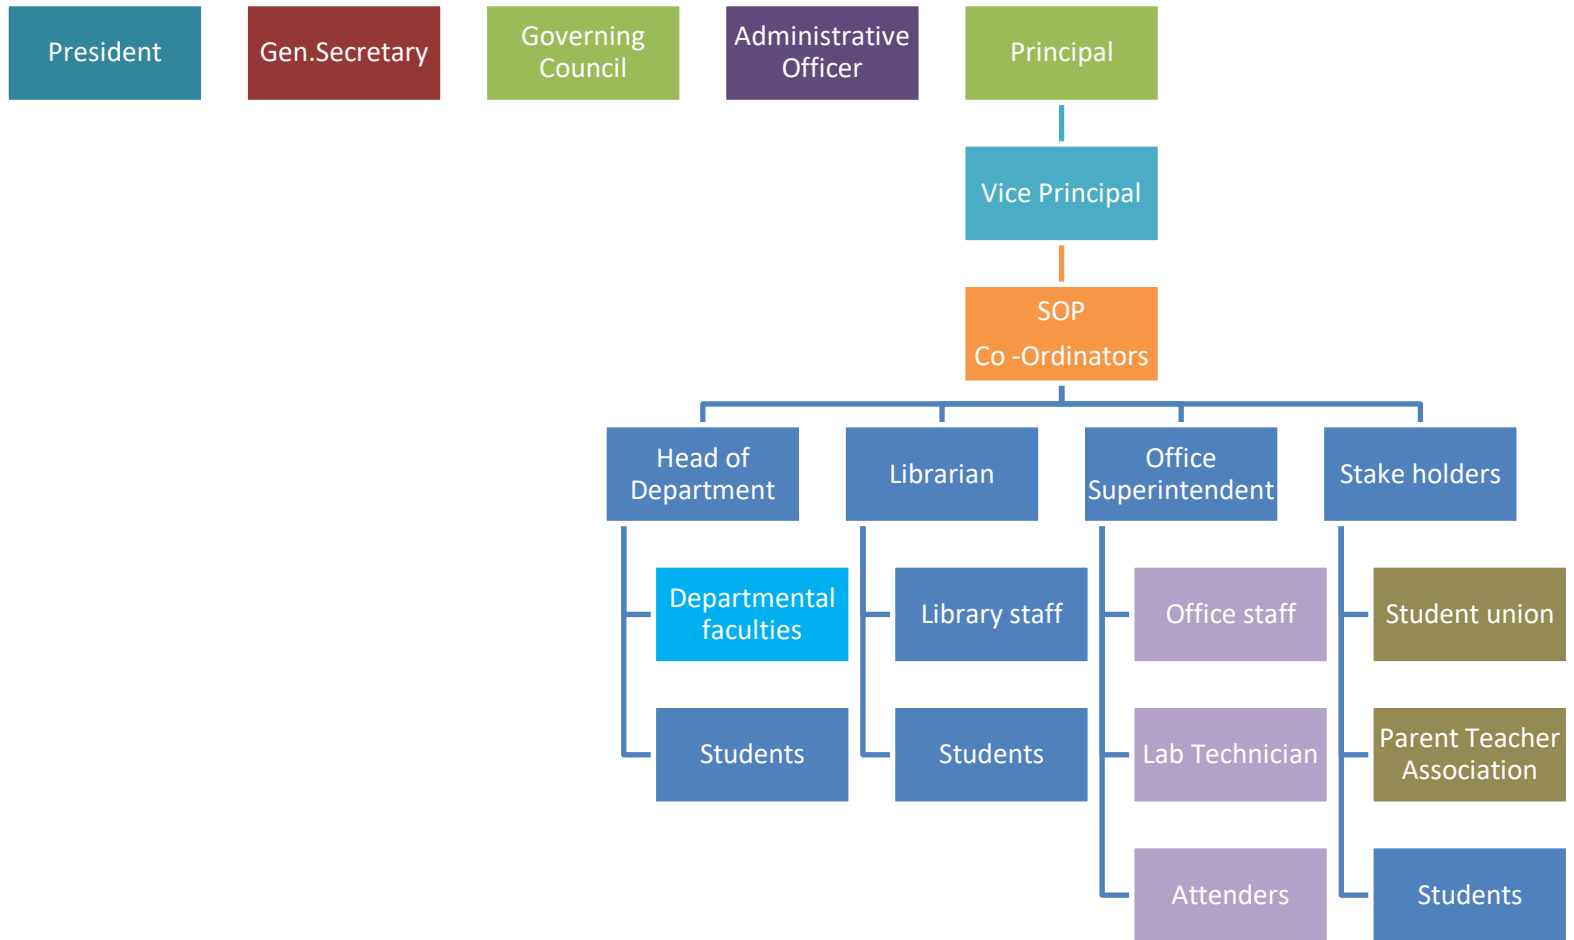 President
Gen.Secretary
Governing
Council
Administrative
Officer
Principal
Vice Principal
SOP
Co -Ordinators
Head of
Department
Librarian
Office
Superintendent
Stake holders
Departmental
faculties
Library staff
Office staff
Student union
Students
Students
Lab Technician
Parent Teacher
Association
Attenders
Students